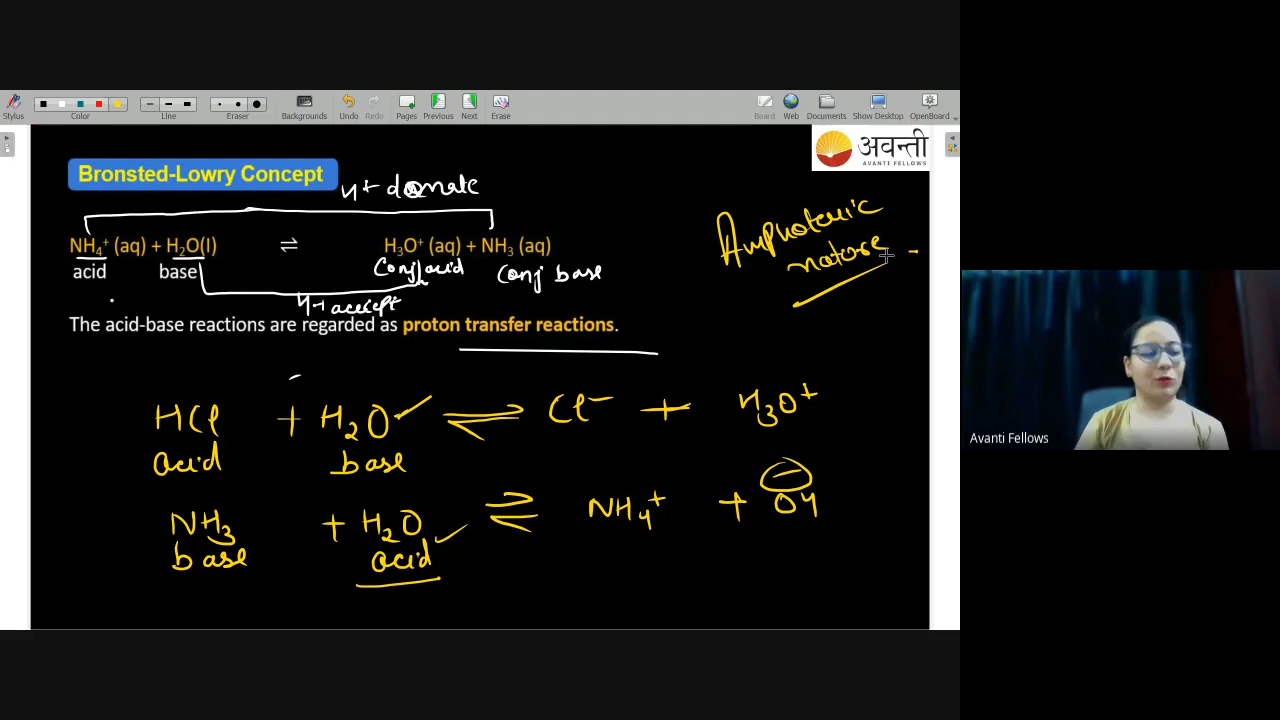 Stylus
Color
Line
Eraser
Backgrounds
Undo
Redo
Pages
Previous
Next
Erase
Board
Web
Documents
Show Desktop
OpenBoard
अवन्ती
AVANTI FELLOWS
Bronsted-Lowry Concept
H+ donate
NH₄⁺ (aq) + H₂O(l) ⇌ H₃O⁺ (aq) + NH₃ (aq)
acid base Conj acid Conj base
H+ accept
The acid-base reactions are regarded as proton transfer reactions.
Amphoteric
nature -
HCl + H₂O ⇌ Cl⁻ + H₃O⁺
acid base
NH₃ + H₂O ⇌ NH₄⁺ + OH⊖
base acid
Avanti Fellows